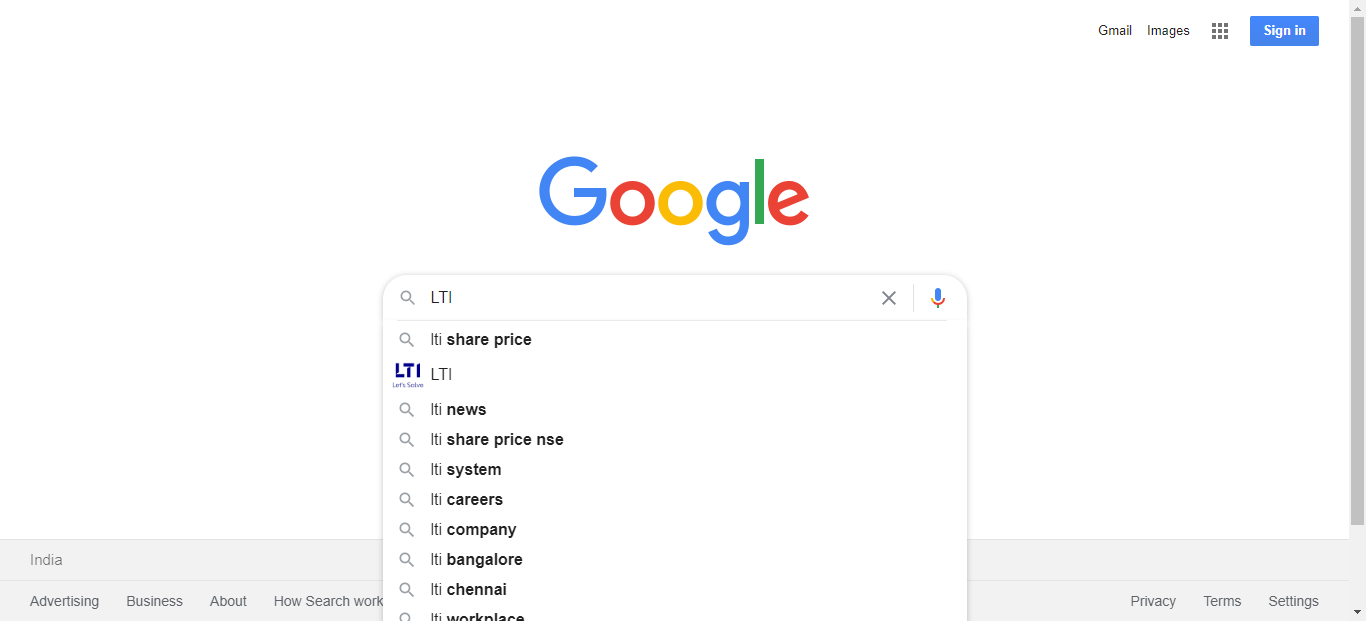 Gmail Images Sign in
Google
LTI
lti share price
LTI
Let's Solve
LTI
lti news
lti share price nse
lti system
lti careers
lti company
lti bangalore
lti chennai
lti workplace
India
Advertising Business About How Search work
Privacy Terms Settings